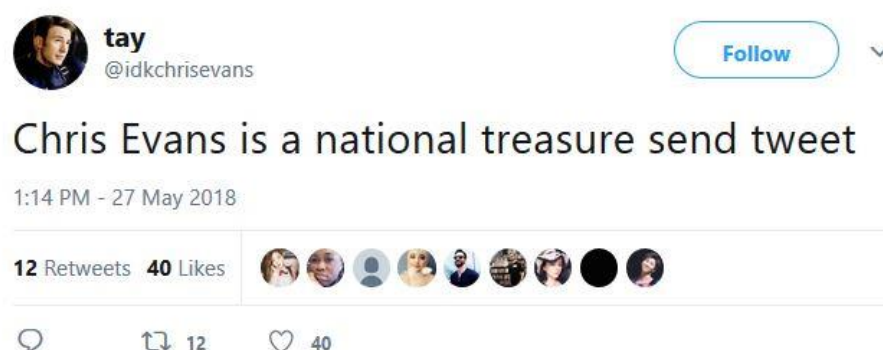 tay
@idkchrisevans
Follow
Chris Evans is a national treasure send tweet
1:14 PM - 27 May 2018
12 Retweets 40 Likes
12 40